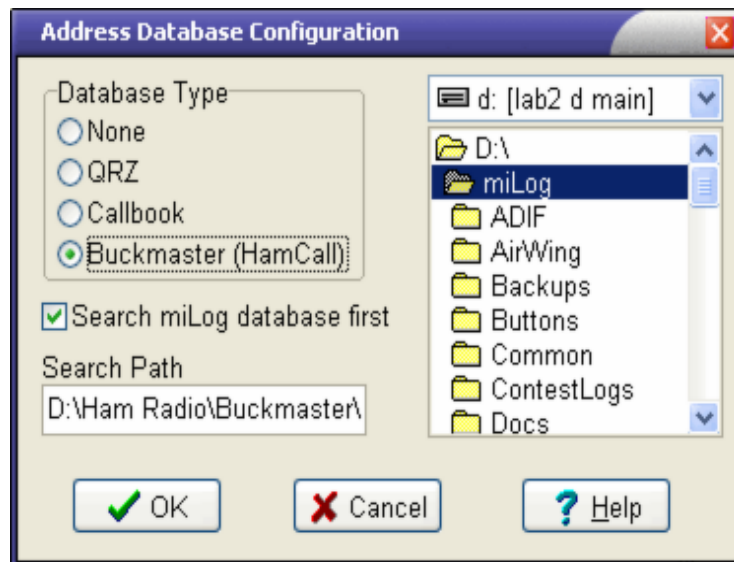 Address Database Configuration
Database Type
None
QRZ
Callbook
Buckmaster (HamCall)
Search miLog database first
Search Path
D:\Ham Radio\Buckmaster\
d: [lab2 d main]
D:\
miLog
ADIF
AirWing
Backups
Buttons
Common
ContestLogs
Docs
OK
Cancel
Help